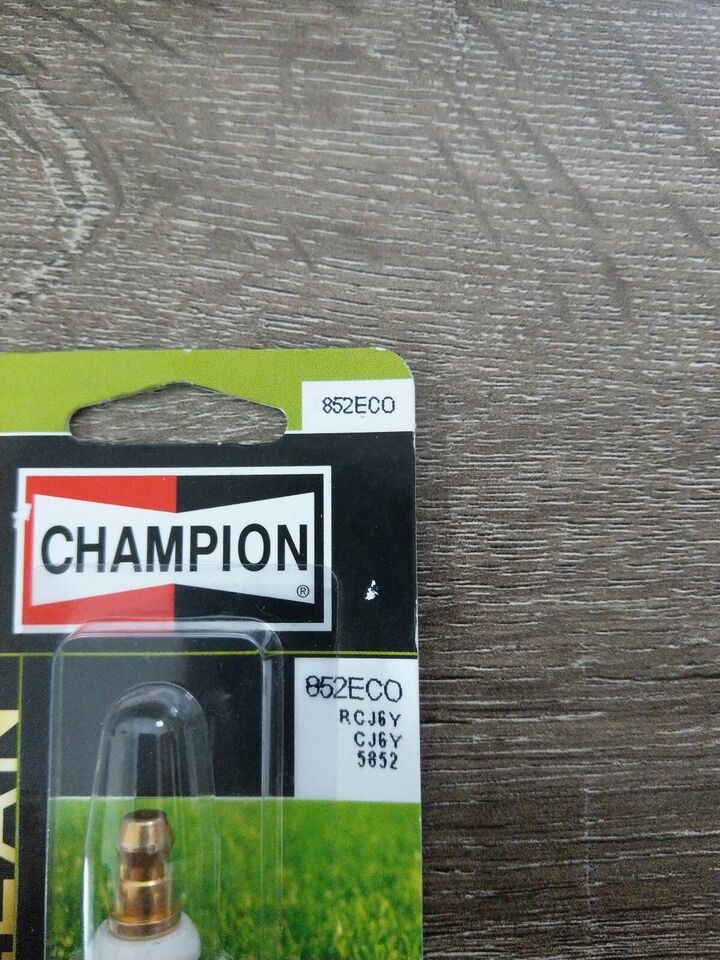 852ECO
CHAMPION
®
852ECO
RCJ6Y
CJ6Y
5852